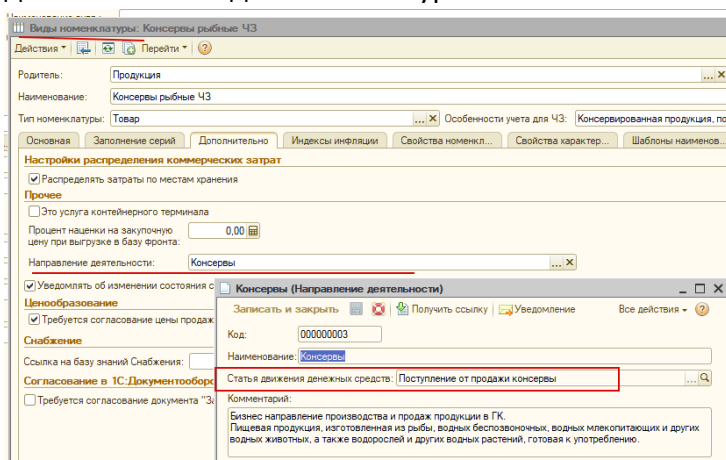 Виды номенклатуры: Консервы рыбные ЧЗ
Действия Перейти
Родитель: Продукция ... X
Наименование: Консервы рыбные ЧЗ
Тип номенклатуры: Товар ... X Особенности учета для ЧЗ: Консервированная продукция, по
Основная Заполнение серий Дополнительно Индексы инфляции Свойства номенкл... Свойства характер... Шаблоны наименов...
Настройки распределения коммерческих затрат
Распределять затраты по местам хранения
Прочее
Это услуга контейнерного терминала
Процент наценки на закупочную
цену при выгрузке в базу фронта: 0,00
Направление деятельности: Консервы ... X
Уведомлять об изменении состояния с
Ценообразование
Требуется согласование цены продаж
Снабжение
Ссылка на базу знаний Снабжения:
Согласование в 1С:Документооборо
Требуется согласование документа "За
Консервы (Направление деятельности)
Записать и закрыть Получить ссылку Уведомление Все действия
Код: 000000003
Наименование: Консервы
Статья движения денежных средств: Поступление от продажи консервы ...
Комментарий:
Бизнес направление производства и продаж продукции в ГК.
Пищевая продукция, изготовленная из рыбы, водных беспозвоночных, водных млекопитающих и других
водных животных, а также водорослей и других водных растений, готовая к употреблению.